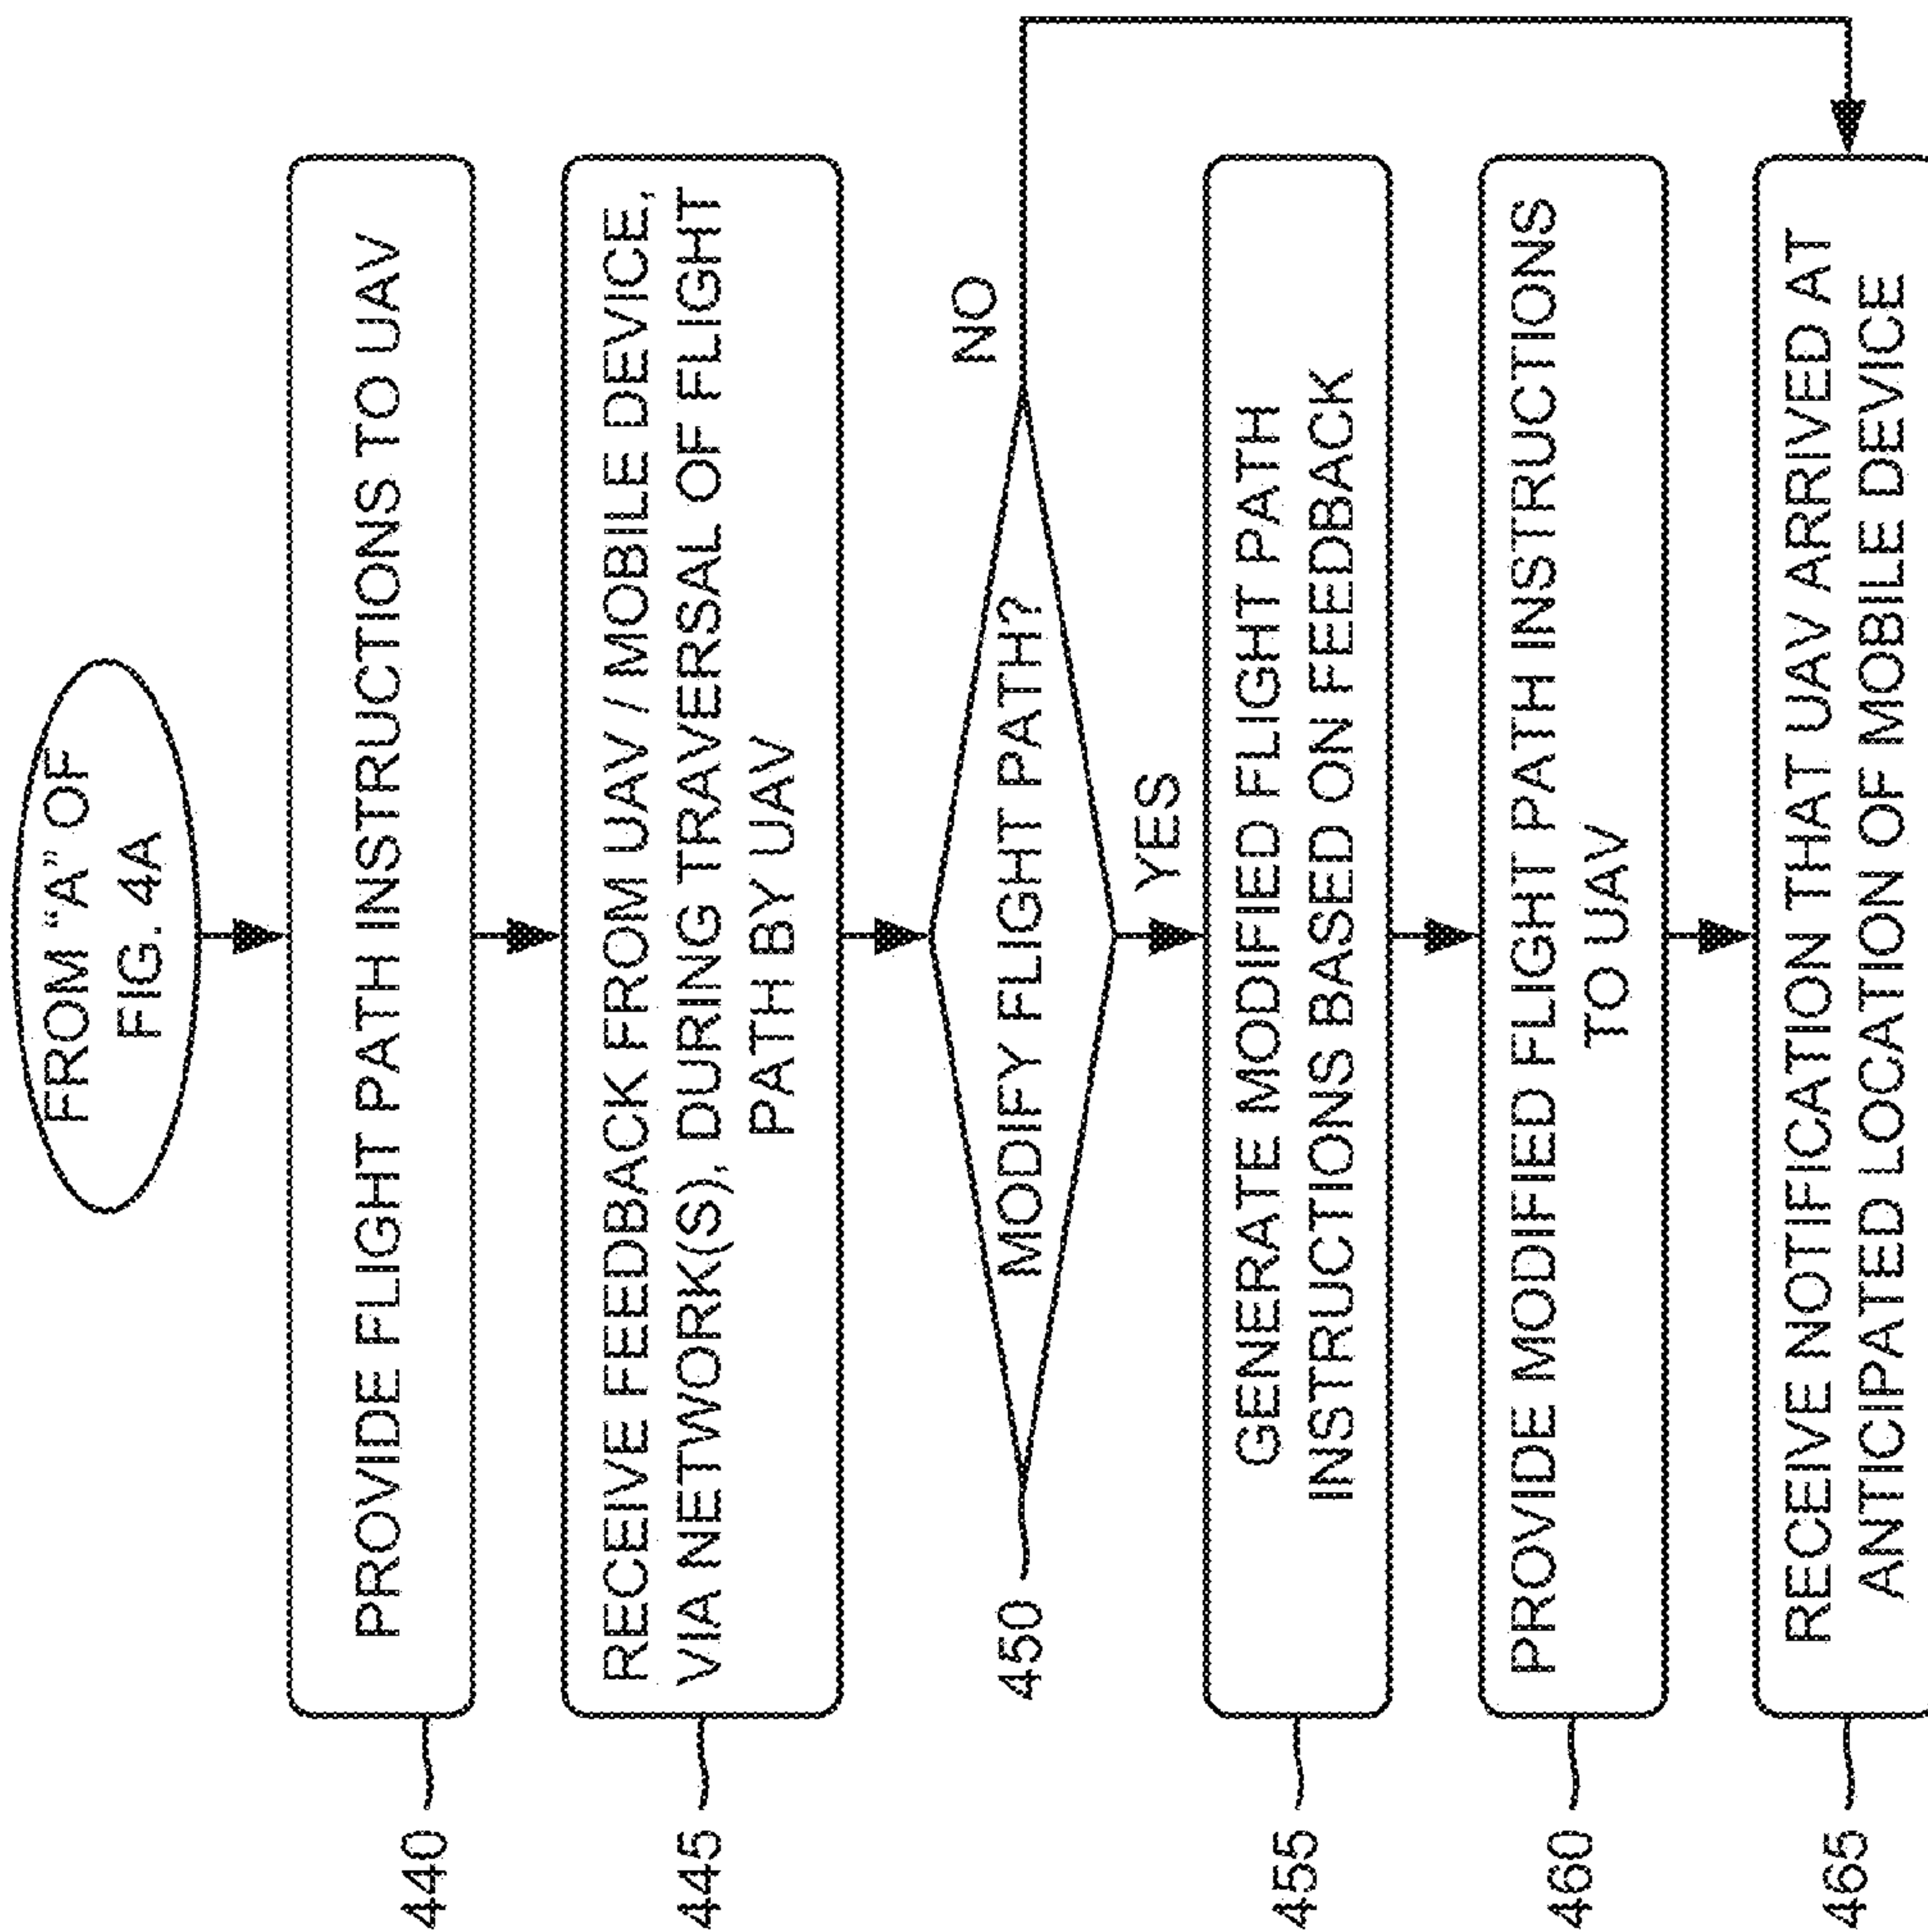 FROM “A” OF
FIG. 4A
440
PROVIDE FLIGHT PATH INSTRUCTIONS TO UAV
445
RECEIVE FEEDBACK FROM UAV / MOBILE DEVICE,
VIA NETWORK(S), DURING TRAVERSAL OF FLIGHT
PATH BY UAV
450
MODIFY FLIGHT PATH?
NO
YES
455
GENERATE MODIFIED FLIGHT PATH
INSTRUCTIONS BASED ON FEEDBACK
460
PROVIDE MODIFIED FLIGHT PATH INSTRUCTIONS
TO UAV
465
RECEIVE NOTIFICATION THAT UAV ARRIVED AT
ANTICIPATED LOCATION OF MOBILE DEVICE